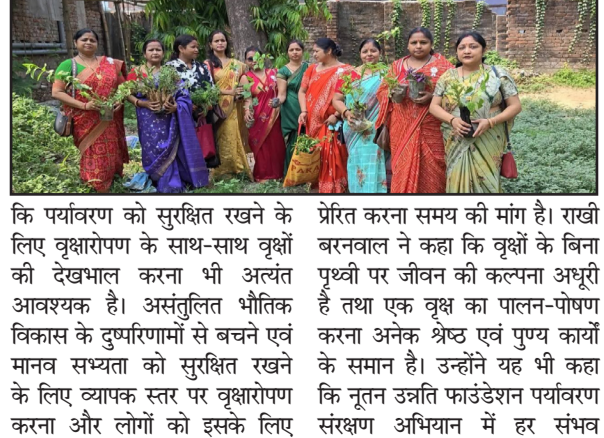 कि पर्यावरण को सुरक्षित रखने के
लिए वृक्षारोपण के साथ-साथ वृक्षों
की देखभाल करना भी अत्यंत
आवश्यक है। असंतुलित भौतिक
विकास के दुष्परिणामों से बचने एवं
मानव सभ्यता को सुरक्षित रखने
के लिए व्यापक स्तर पर वृक्षारोपण
करना और लोगों को इसके लिए
प्रेरित करना समय की मांग है। राखी
बरनवाल ने कहा कि वृक्षों के बिना
पृथ्वी पर जीवन की कल्पना अधूरी
है तथा एक वृक्ष का पालन-पोषण
करना अनेक श्रेष्ठ एवं पुण्य कार्यों
के समान है। उन्होंने यह भी कहा
कि नूतन उन्नति फाउंडेशन पर्यावरण
संरक्षण अभियान में हर संभव